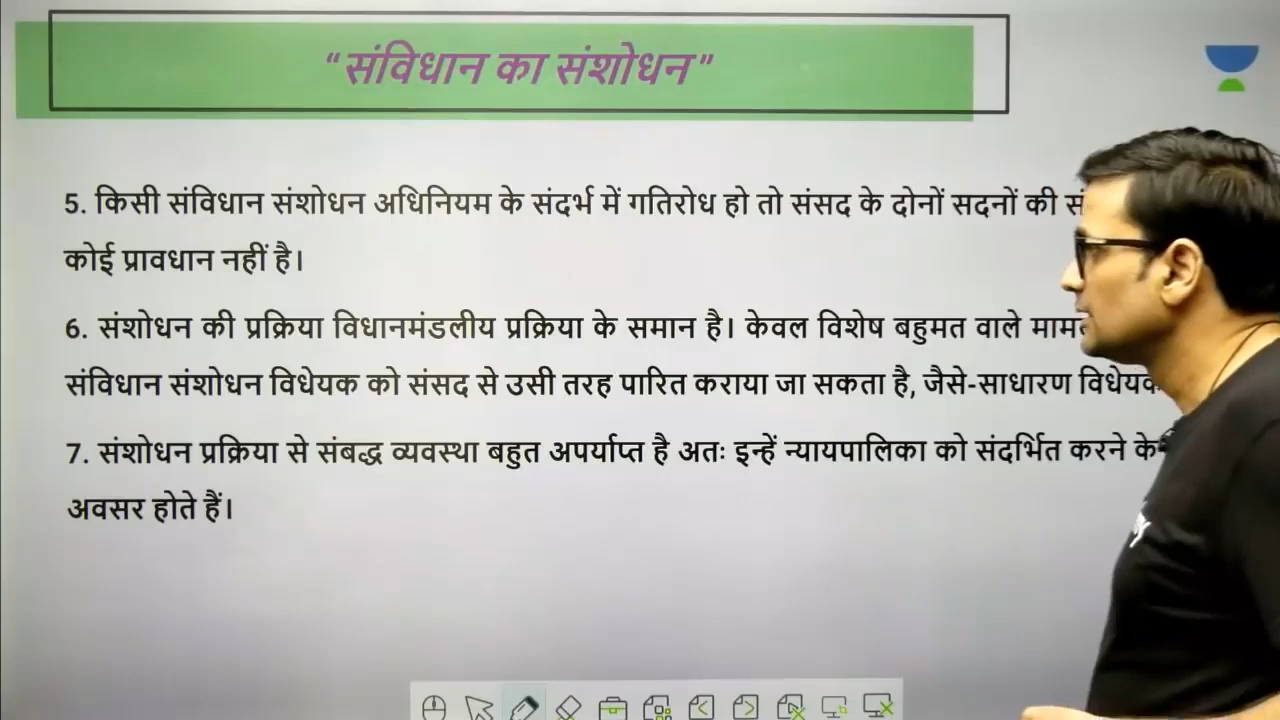 “संविधान का संशोधन”
5. किसी संविधान संशोधन अधिनियम के संदर्भ में गतिरोध हो तो संसद के दोनों सदनों की
कोई प्रावधान नहीं है।
6. संशोधन की प्रक्रिया विधानमंडलीय प्रक्रिया के समान है। केवल विशेष बहुमत वाले
संविधान संशोधन विधेयक को संसद से उसी तरह पारित कराया जा सकता है, जैसे-साधारण विधेयक
7. संशोधन प्रक्रिया से संबद्ध व्यवस्था बहुत अपर्याप्त है अतः इन्हें न्यायपालिका को संदर्भित करने के
अवसर होते हैं।